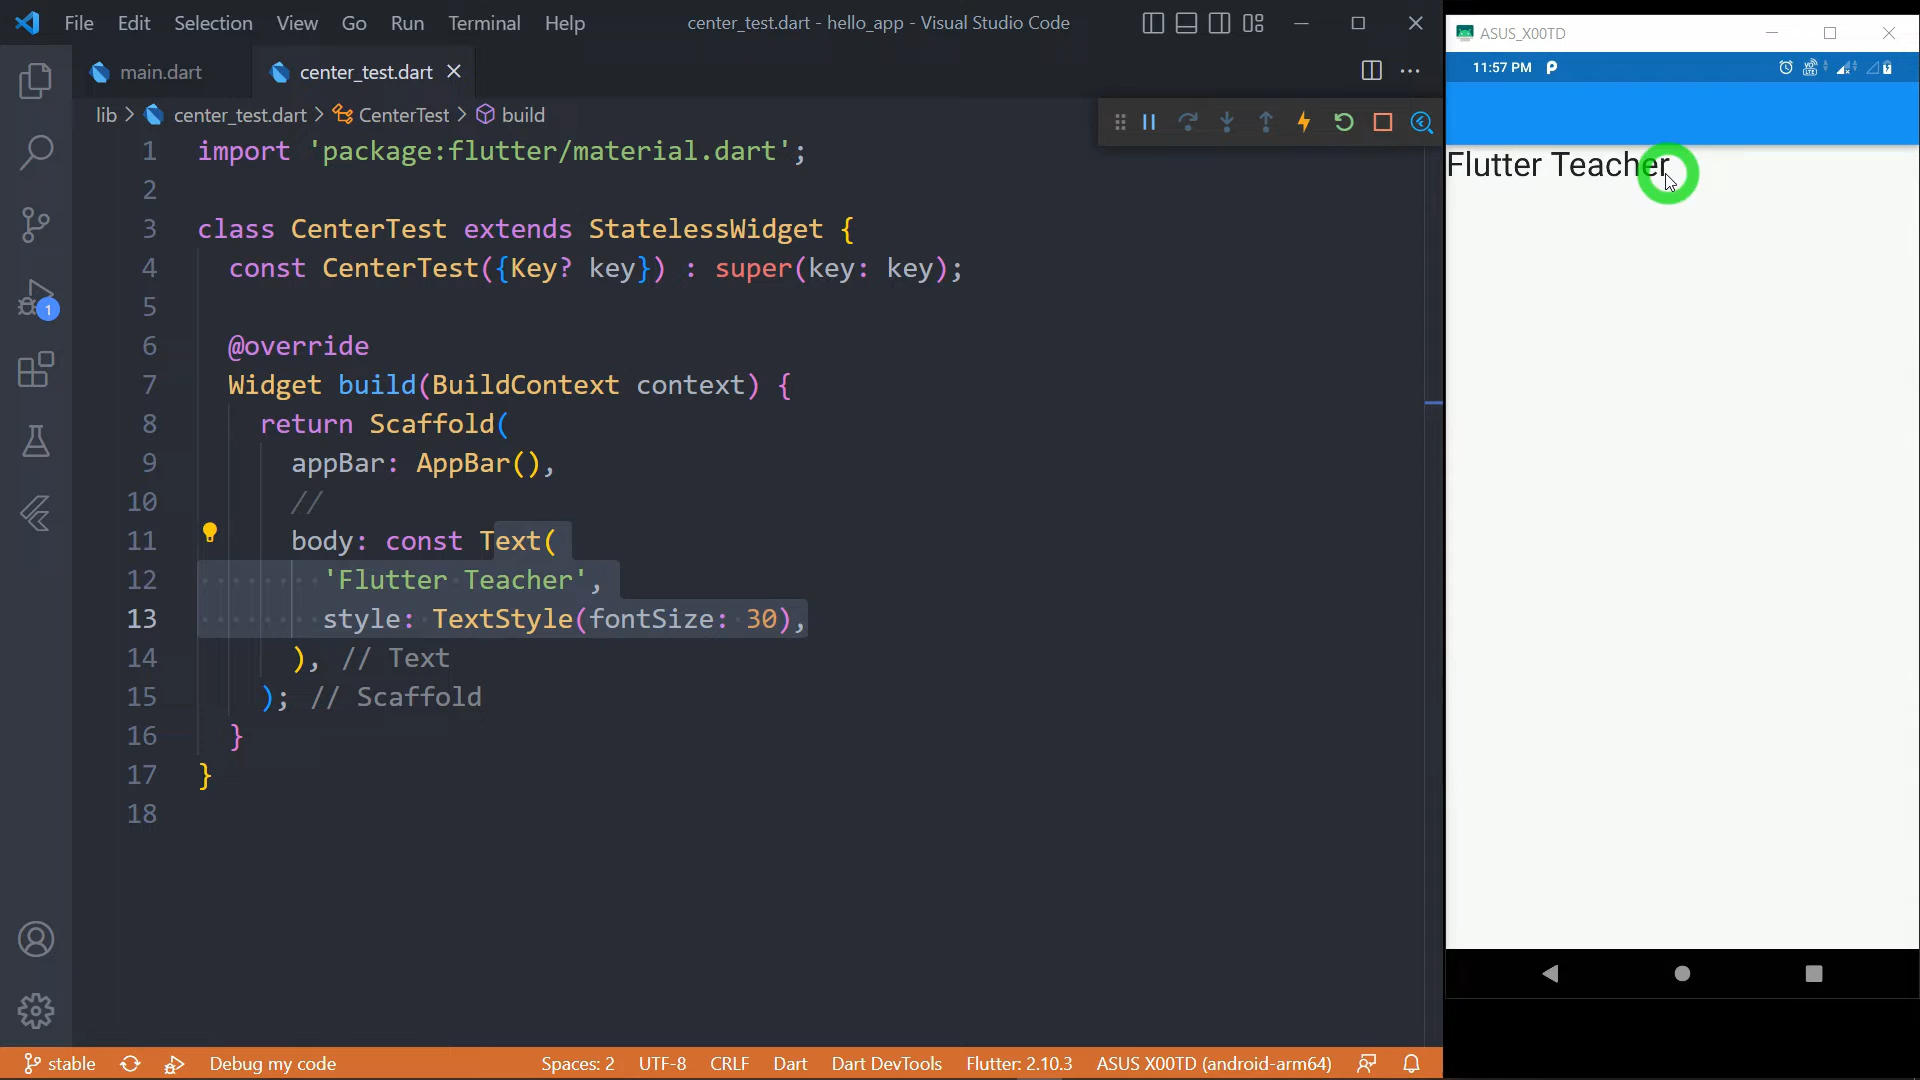 File Edit Selection View Go Run Terminal Help center_test.dart - hello_app - Visual Studio Code
main.dart center_test.dart
lib > center_test.dart > CenterTest > build
1 import 'package:flutter/material.dart';
2
3 class CenterTest extends StatelessWidget {
4 const CenterTest({Key? key}) : super(key: key);
5
6 @override
7 Widget build(BuildContext context) {
8 return Scaffold(
9 appBar: AppBar(),
10 //
11 body: const Text(
12 'Flutter Teacher',
13 style: TextStyle(fontSize: 30),
14 ), // Text
15 ); // Scaffold
16 }
17 }
18
1
stable Debug my code Spaces: 2 UTF-8 CRLF Dart Dart DevTools Flutter: 2.10.3 ASUS X00TD (android-arm64)
ASUS_X00TD
11:57 PM
Flutter Teacher